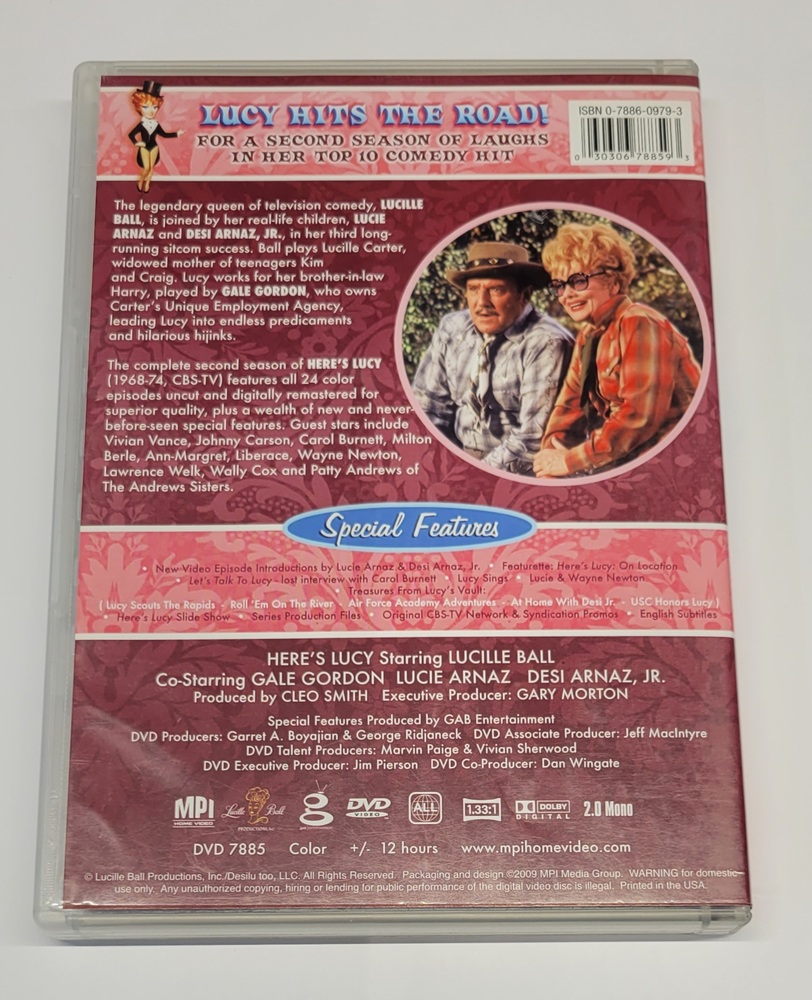 LUCY HITS THE ROAD!
FOR A SECOND SEASON OF LAUGHS
IN HER TOP 10 COMEDY HIT
ISBN 0-7886-0979-3
0 30306 78859 3
The legendary queen of television comedy, LUCILLE
BALL, is joined by her real-life children, LUCIE
ARNAZ and DESI ARNAZ, JR., in her third long-
running sitcom success. Ball plays Lucille Carter,
widowed mother of teenagers Kim
and Craig. Lucy works for her brother-in-law
Harry, played by GALE GORDON, who owns
Carter's Unique Employment Agency,
leading Lucy into endless predicaments
and hilarious hijinks.
The complete second season of HERE'S LUCY
(1968-74, CBS-TV) features all 24 color
episodes uncut and digitally remastered for
superior quality, plus a wealth of new and never-
before-seen special features. Guest stars include
Vivian Vance, Johnny Carson, Carol Burnett, Milton
Berle, Ann-Margret, Liberace, Wayne Newton,
Lawrence Welk, Wally Cox and Patty Andrews of
The Andrews Sisters.
Special Features
• New Video Episode Introductions by Lucie Arnaz & Desi Arnaz, Jr. • Featurette: Here's Lucy: On Location
• Let's Talk To Lucy - lost interview with Carol Burnett • Lucy Sings • Lucie & Wayne Newton
• Treasures From Lucy's Vault:
( Lucy Scouts The Rapids - Roll 'Em On The River - Air Force Academy Adventures - At Home With Desi Jr. - USC Honors Lucy )
• Here's Lucy Slide Show • Series Production Files • Original CBS-TV Network & Syndication Promos • English Subtitles
HERE'S LUCY Starring LUCILLE BALL
Co-Starring GALE GORDON LUCIE ARNAZ DESI ARNAZ, JR.
Produced by CLEO SMITH Executive Producer: GARY MORTON
Special Features Produced by GAB Entertainment
DVD Producers: Garret A. Boyajian & George Ridjaneck DVD Associate Producer: Jeff MacIntyre
DVD Talent Producers: Marvin Paige & Vivian Sherwood
DVD Executive Producer: Jim Pierson DVD Co-Producer: Dan Wingate
MPI HOME VIDEO Lucille Ball PRODUCTIONS, INC. g DVD VIDEO ALL 1.33:1 DOLBY DIGITAL 2.0 Mono
DVD 7885 Color +/- 12 hours www.mpihomevideo.com
© Lucille Ball Productions, Inc./Desilu too, LLC. All Rights Reserved. Packaging and design ©2009 MPI Media Group. WARNING for domestic
use only. Any unauthorized copying, hiring or lending for public performance of the digital video disc is illegal. Printed in the USA.